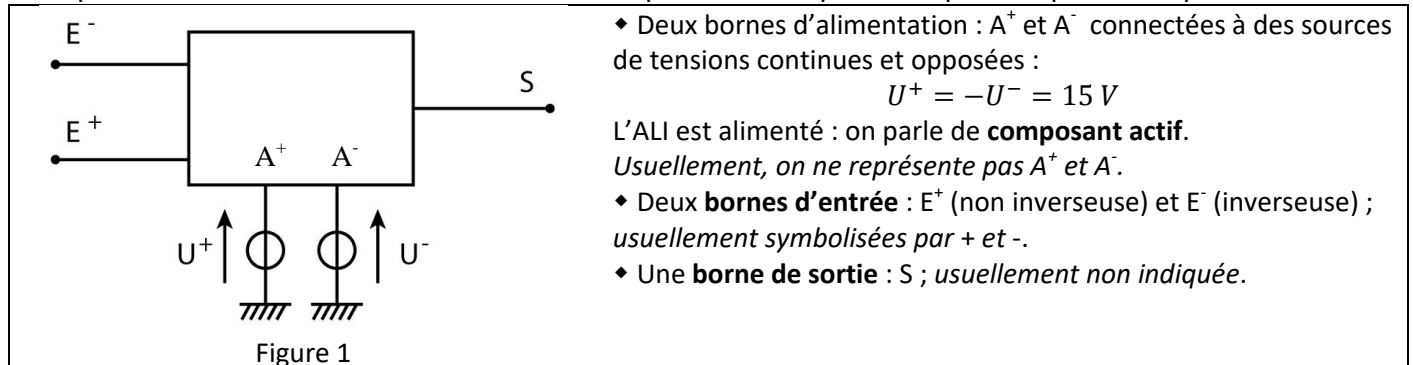 E -
E +
S
A+ A-
U+ U-
Figure 1
◆ Deux bornes d’alimentation : A+ et A- connectées à des sources
de tensions continues et opposées :
U+ = −U− = 15 V
L’ALI est alimenté : on parle de composant actif.
Usuellement, on ne représente pas A+ et A-.
◆ Deux bornes d’entrée : E+ (non inverseuse) et E- (inverseuse) ;
usuellement symbolisées par + et -.
◆ Une borne de sortie : S ; usuellement non indiquée.